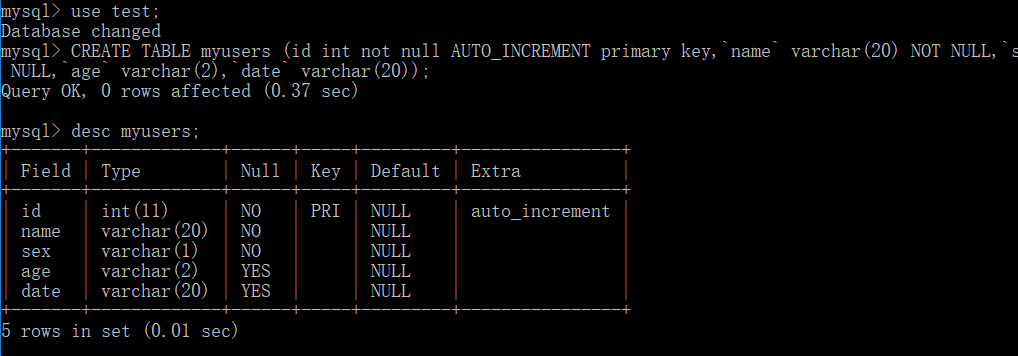 mysql> use test;
Database changed
mysql> CREATE TABLE myusers (id int not null AUTO_INCREMENT primary key,`name` varchar(20) NOT NULL,`s
NULL,`age` varchar(2),`date` varchar(20));
Query OK, 0 rows affected (0.37 sec)
mysql> desc myusers;
+-------+-------------+------+-----+---------+----------------+
| Field | Type | Null | Key | Default | Extra |
+-------+-------------+------+-----+---------+----------------+
| id | int(11) | NO | PRI | NULL | auto_increment |
| name | varchar(20) | NO | | NULL | |
| sex | varchar(1) | NO | | NULL | |
| age | varchar(2) | YES | | NULL | |
| date | varchar(20) | YES | | NULL | |
+-------+-------------+------+-----+---------+----------------+
5 rows in set (0.01 sec)